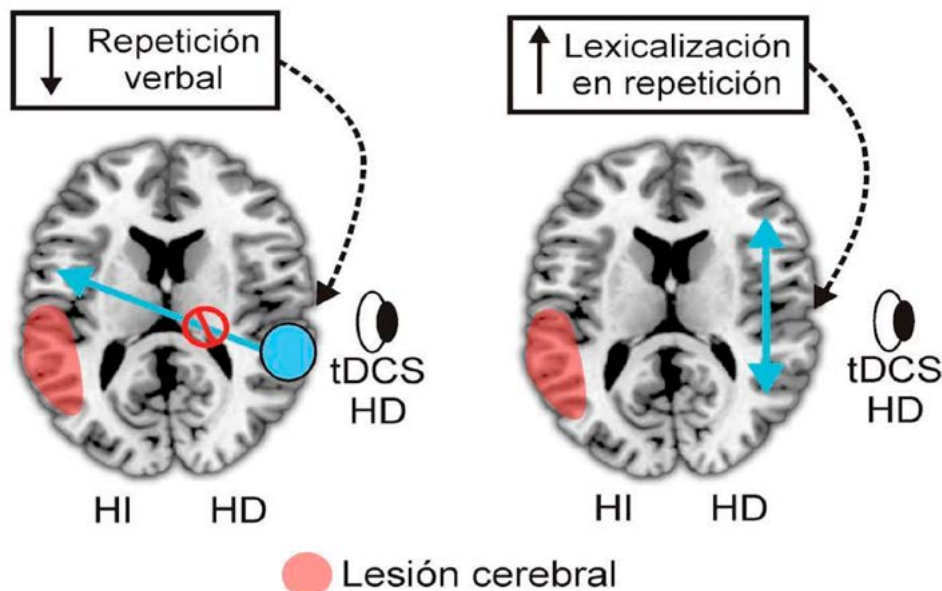 ↓ Repetición
verbal
↑ Lexicalización
en repetición
tDCS
HD
tDCS
HD
HI HD
HI HD
Lesión cerebral